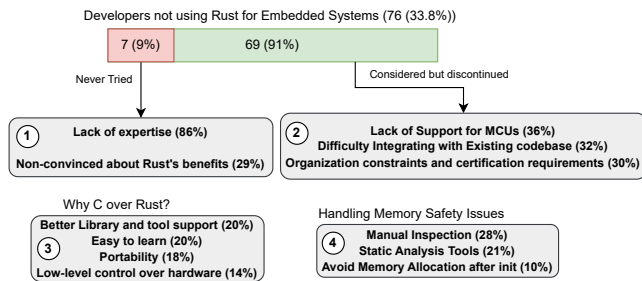 Developers not using Rust for Embedded Systems (76 (33.8%))
7 (9%)
69 (91%)
Never Tried
Considered but discontinued
1
Lack of expertise (86%)
Non-convinced about Rust's benefits (29%)
2
Lack of Support for MCUs (36%)
Difficulty Integrating with Existing codebase (32%)
Organization constraints and certification requirements (30%)
Why C over Rust?
Better Library and tool support (20%)
Easy to learn (20%)
3
Portability (18%)
Low-level control over hardware (14%)
Handling Memory Safety Issues
Manual Inspection (28%)
4
Static Analysis Tools (21%)
Avoid Memory Allocation after init (10%)